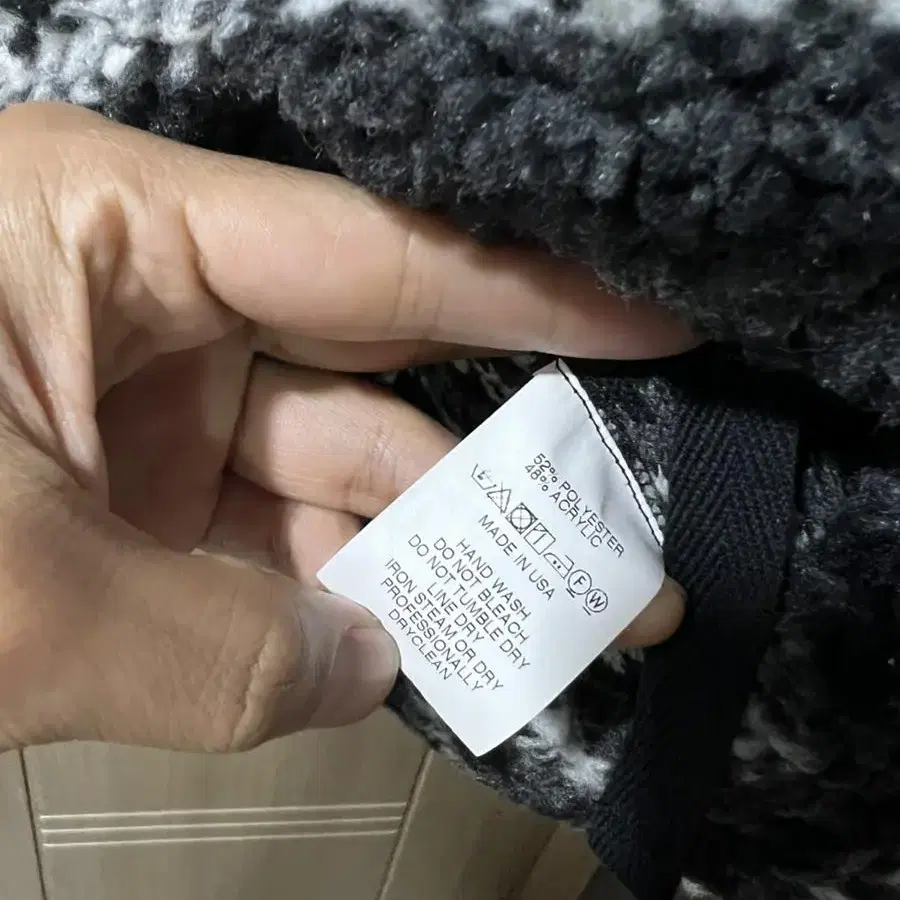 52% POLYESTER
48% ACRYLIC
F W
MADE IN USA
HAND WASH
DO NOT BLEACH
DO NOT TUMBLE DRY
LINE DRY
IRON STEAM OR DRY
PROFESSIONALLY
DRYCLEAN